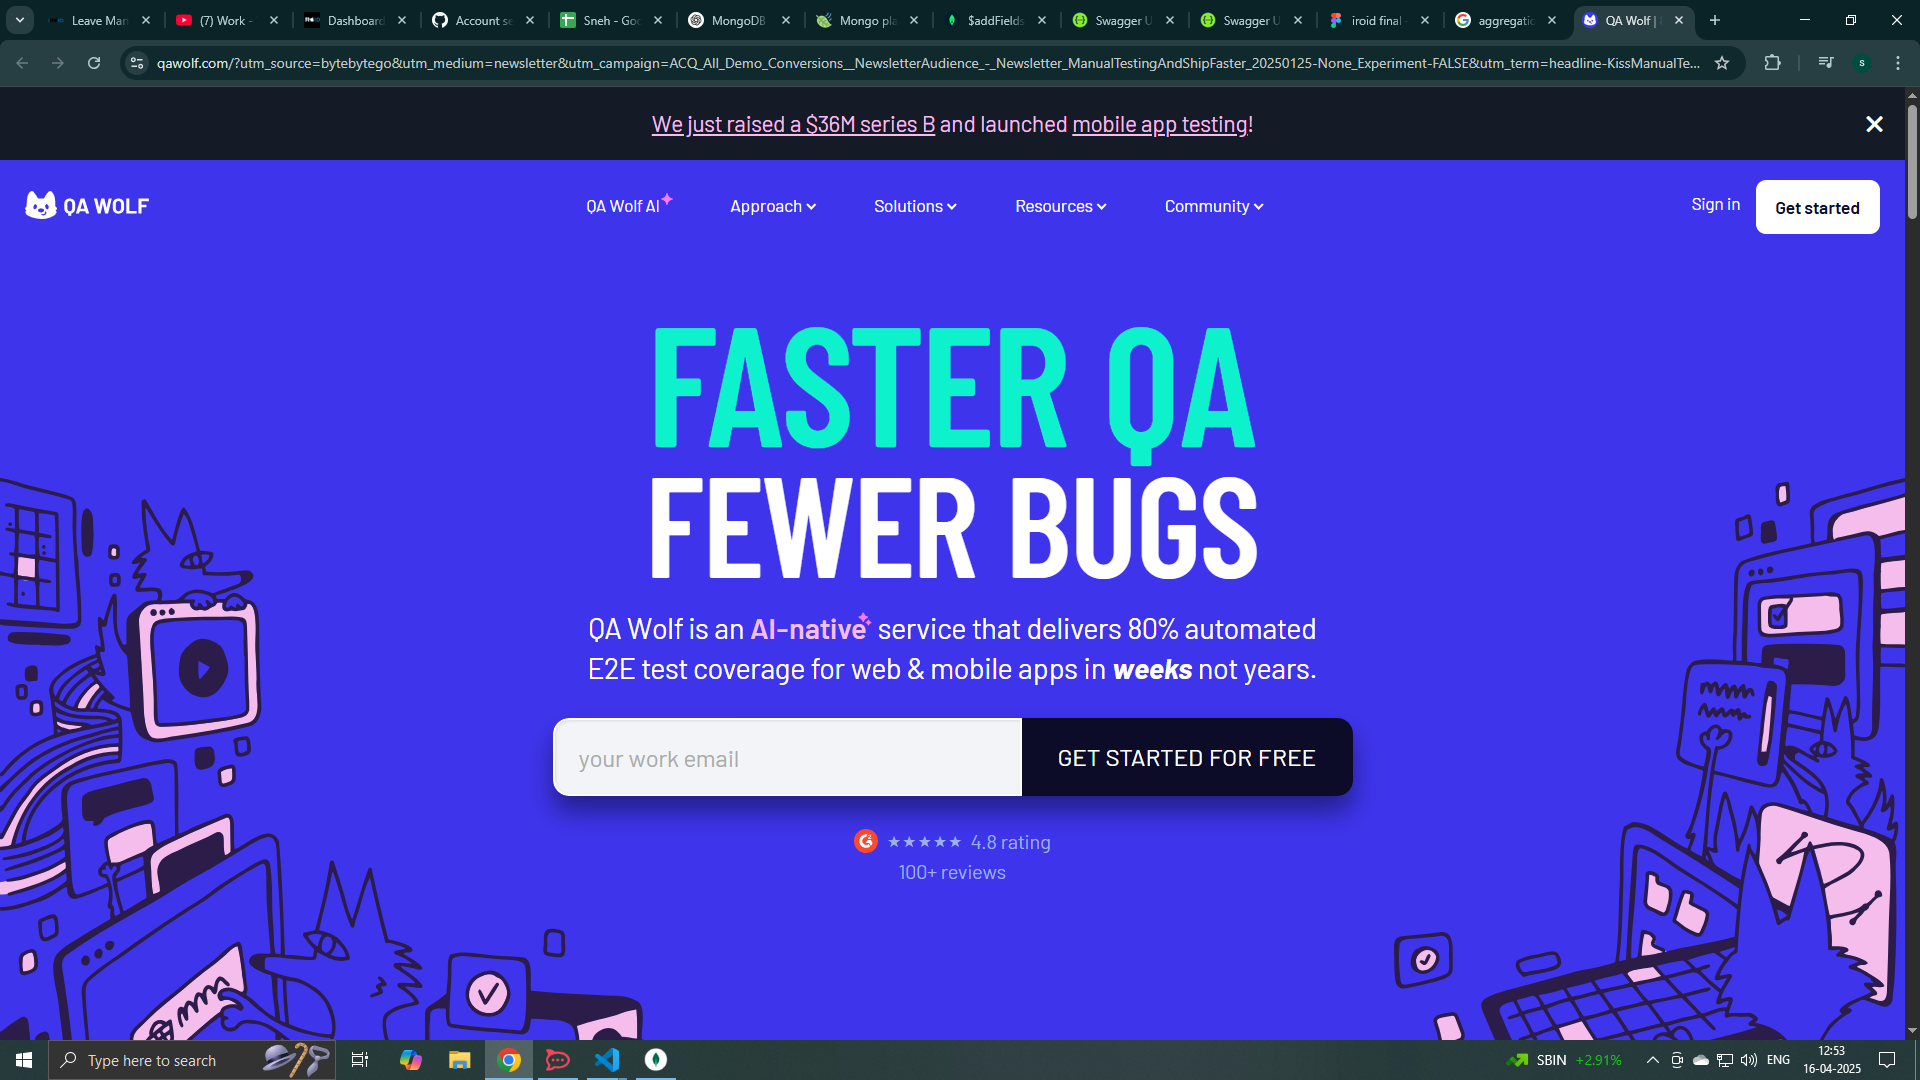 Leave Man
(7) Work -
Dashboard
Account se
Sneh - Goo
MongoDB
Mongo pla
$addFields
Swagger U
Swagger U
iroid final -
aggregatio
QA Wolf |
qawolf.com/?utm_source=bytebytego&utm_medium=newsletter&utm_campaign=ACQ_All_Demo_Conversions__NewsletterAudience_-_Newsletter_ManualTestingAndShipFaster_20250125-None_Experiment-FALSE&utm_term=headline-KissManualTe...
s
We just raised a $36M series B and launched mobile app testing!
QA WOLF
QA Wolf AI
Approach
Solutions
Resources
Community
Sign in
Get started
FASTER QA
FEWER BUGS
QA Wolf is an AI-native service that delivers 80% automated
E2E test coverage for web & mobile apps in weeks not years.
your work email
GET STARTED FOR FREE
4.8 rating
100+ reviews
Type here to search
SBIN +2.91%
ENG
12:53
16-04-2025